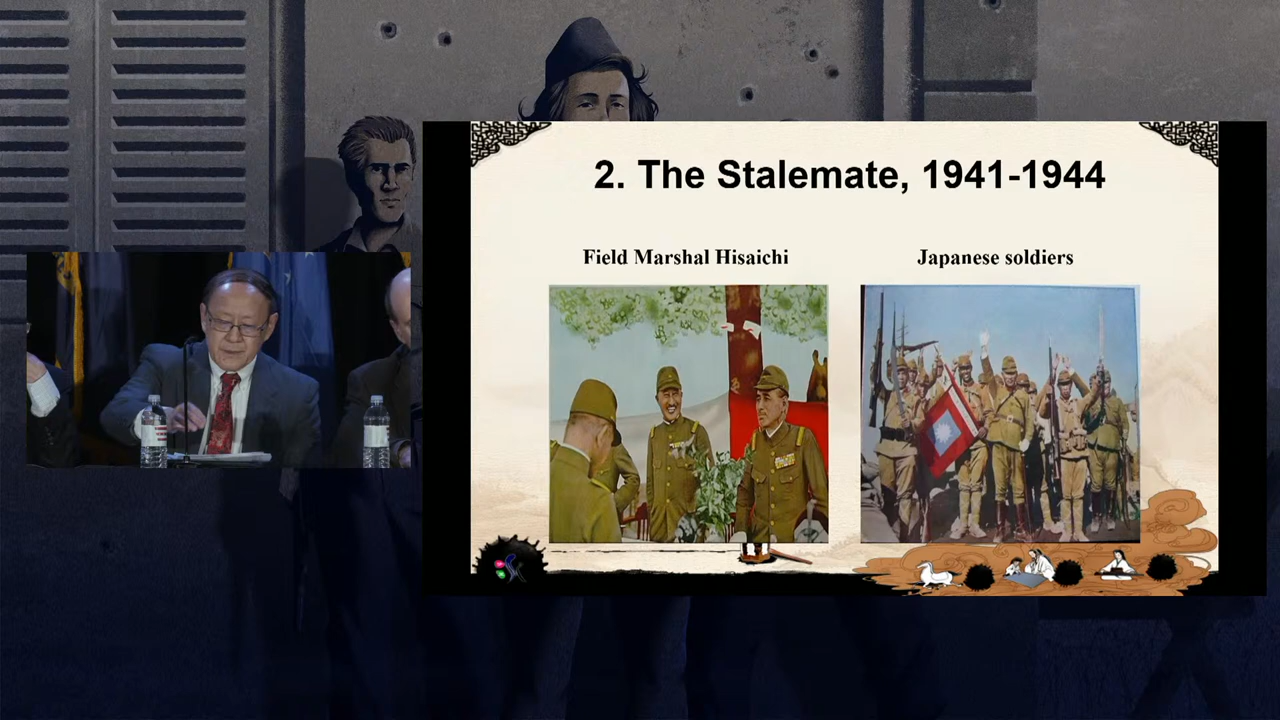 2. The Stalemate, 1941-1944
Field Marshal Hisaichi
Japanese soldiers